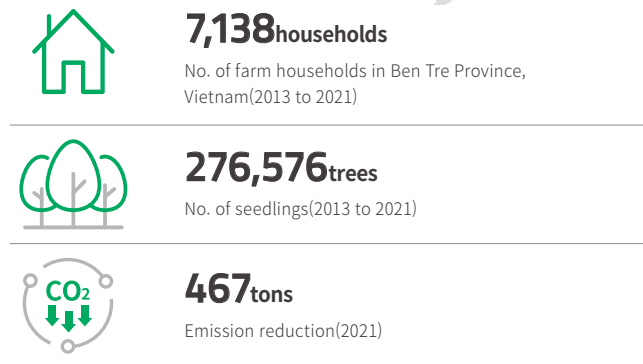 7,138households
No. of farm households in Ben Tre Province,
Vietnam(2013 to 2021)
276,576trees
No. of seedlings(2013 to 2021)
CO2
467tons
Emission reduction(2021)